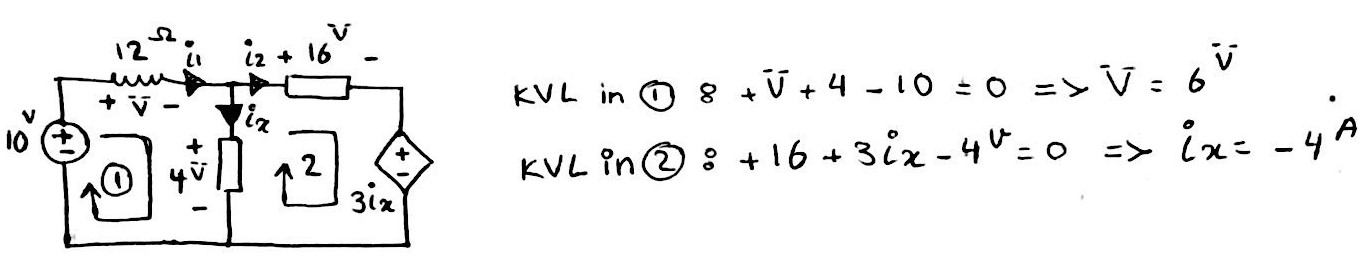 12Ω i1 i2 + 16V -
+ V̄ - ix
10V + - ① + 4V̄ - 2 + - 3ix
KVL in ① : +V̄ + 4 - 10 = 0 => V̄ = 6V̄
KVL in ② : +16 + 3ix - 4V = 0 => ix = -4A